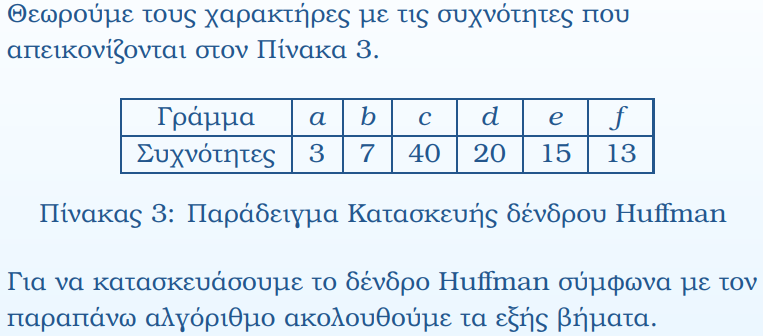 Θεωρούμε τους χαρακτήρες με τις συχνότητες που
απεικονίζονται στον Πίνακα 3.
Γράμμα a b c d e f
Συχνότητες 3 7 40 20 15 13
Πίνακας 3: Παράδειγμα Κατασκευής δένδρου Huffman
Για να κατασκευάσουμε το δένδρο Huffman σύμφωνα με τον
παραπάνω αλγόριθμο ακολουθούμε τα εξής βήματα.